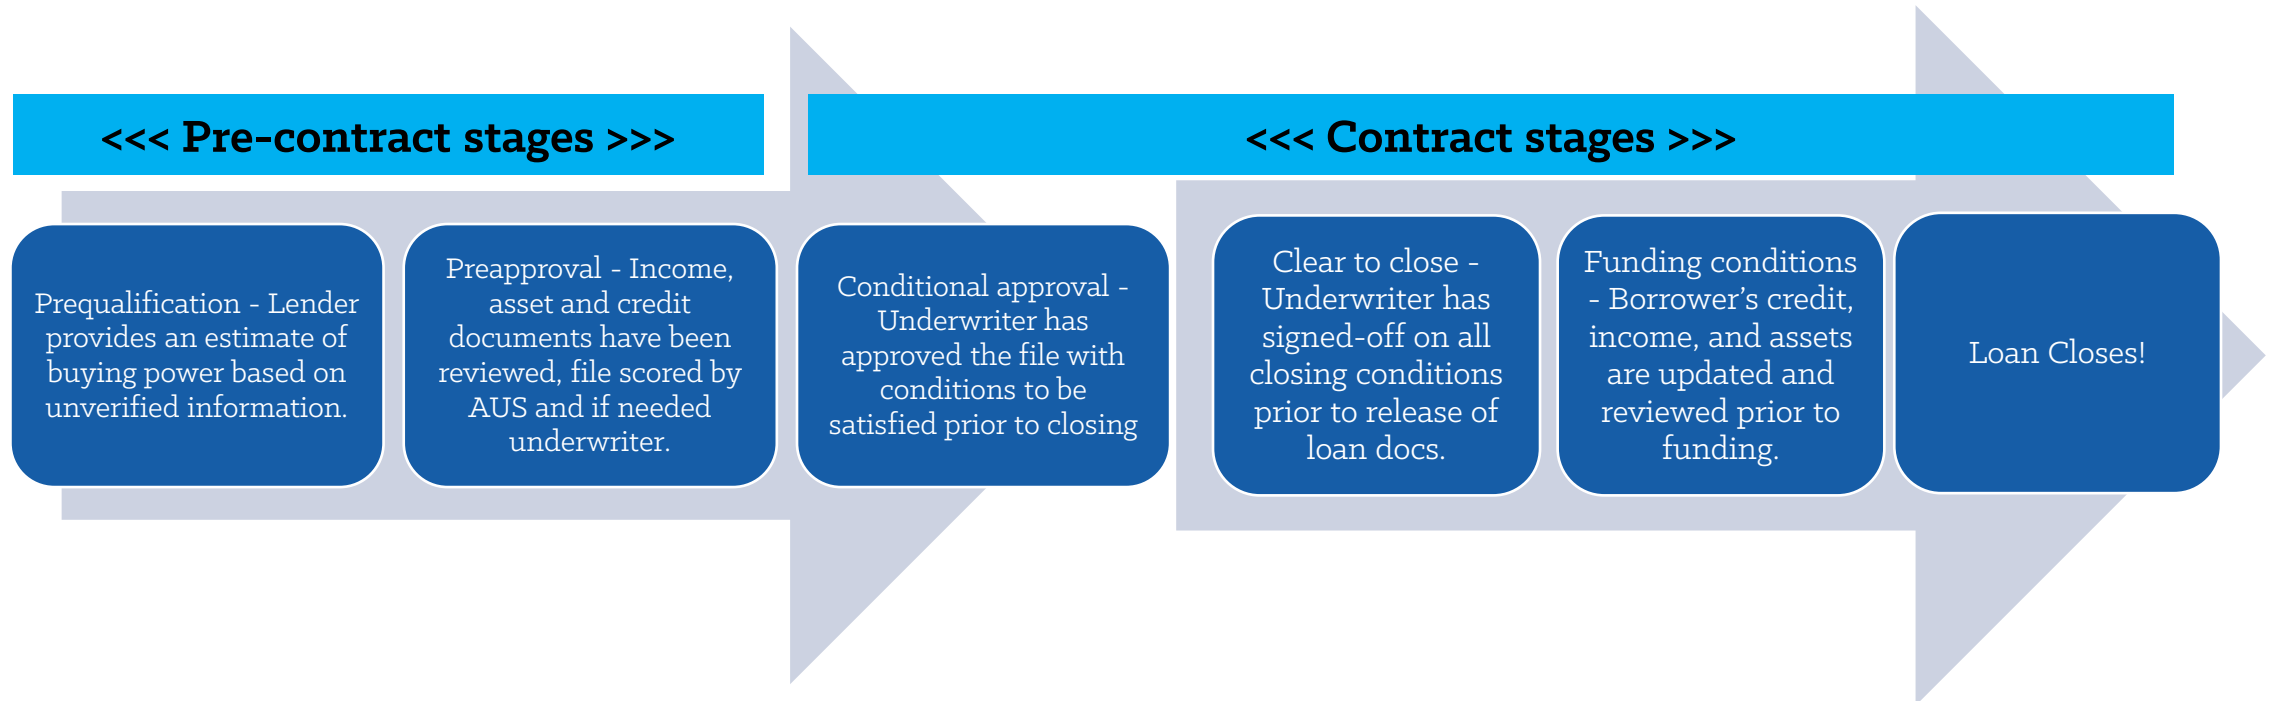 <<< Pre-contract stages >>>
<<< Contract stages >>>
Prequalification - Lender
provides an estimate of
buying power based on
unverified information.
Preapproval - Income,
asset and credit
documents have been
reviewed, file scored by
AUS and if needed
underwriter.
Conditional approval -
Underwriter has
approved the file with
conditions to be
satisfied prior to closing
Clear to close -
Underwriter has
signed-off on all
closing conditions
prior to release of
loan docs.
Funding conditions
- Borrower’s credit,
income, and assets
are updated and
reviewed prior to
funding.
Loan Closes!